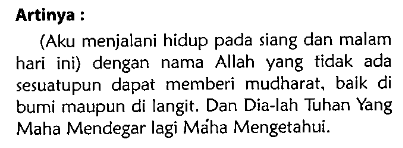 Artinya :
(Aku menjalani hidup pada siang dan malam
hari ini) dengan nama Allah yang tidak ada
sesuatupun dapat memberi mudharat, baik di
bumi maupun di langit. Dan Dia-lah Tuhan Yang
Maha Mendegar lagi Maha Mengetahui.